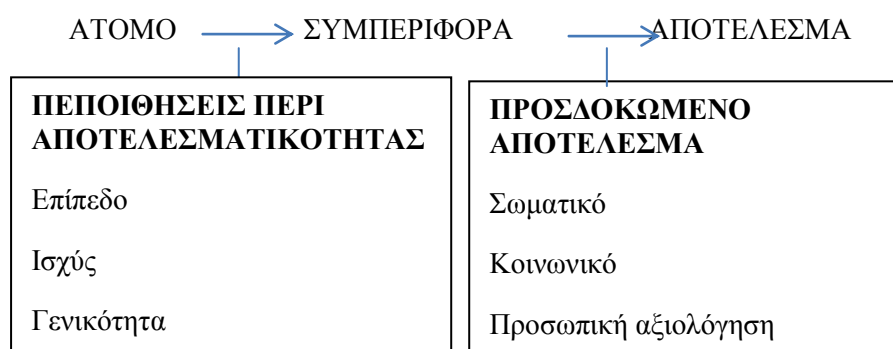 ΑΤΟΜΟ ΣΥΜΠΕΡΙΦΟΡΑ ΑΠΟΤΕΛΕΣΜΑ
ΠΕΠΟΙΘΗΣΕΙΣ ΠΕΡΙ
ΑΠΟΤΕΛΕΣΜΑΤΙΚΟΤΗΤΑΣ
Επίπεδο
Ισχύς
Γενικότητα
ΠΡΟΣΔΟΚΩΜΕΝΟ
ΑΠΟΤΕΛΕΣΜΑ
Σωματικό
Κοινωνικό
Προσωπική αξιολόγηση